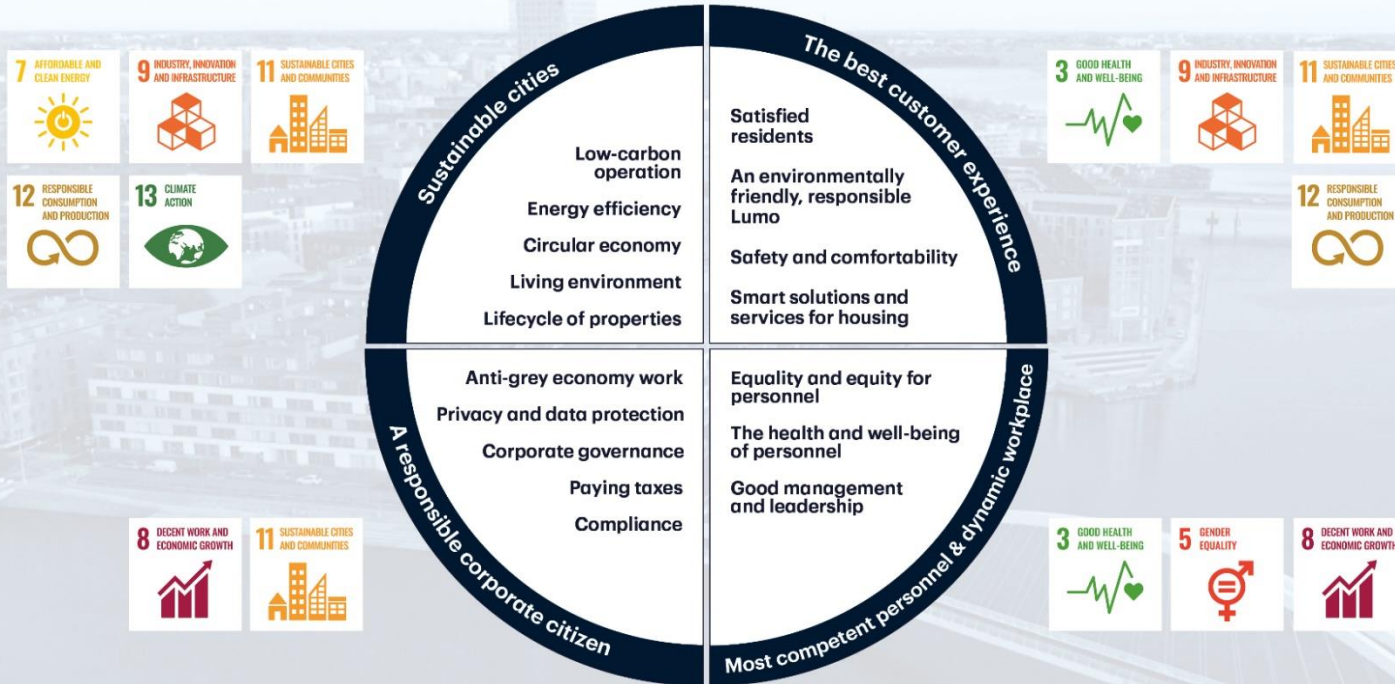 Sustainable cities
7 AFFORDABLE AND
CLEAN ENERGY
9 INDUSTRY, INNOVATION
AND INFRASTRUCTURE
11 SUSTAINABLE CITIES
AND COMMUNITIES
12 RESPONSIBLE
CONSUMPTION
AND PRODUCTION
13 CLIMATE
ACTION
Low-carbon
operation
Energy efficiency
Circular economy
Living environment
Lifecycle of properties
The best customer experience
Satisfied
residents
An environmentally
friendly, responsible
Lumo
Safety and comfortability
Smart solutions and
services for housing
3 GOOD HEALTH
AND WELL-BEING
9 INDUSTRY, INNOVATION
AND INFRASTRUCTURE
11 SUSTAINABLE CITIES
AND COMMUNITIES
12 RESPONSIBLE
CONSUMPTION
AND PRODUCTION
A responsible corporate citizen
Anti-grey economy work
Privacy and data protection
Corporate governance
Paying taxes
Compliance
8 DECENT WORK AND
ECONOMIC GROWTH
11 SUSTAINABLE CITIES
AND COMMUNITIES
Most competent personnel & dynamic workplace
Equality and equity for
personnel
The health and well-being
of personnel
Good management
and leadership
3 GOOD HEALTH
AND WELL-BEING
5 GENDER
EQUALITY
8 DECENT WORK AND
ECONOMIC GROWTH